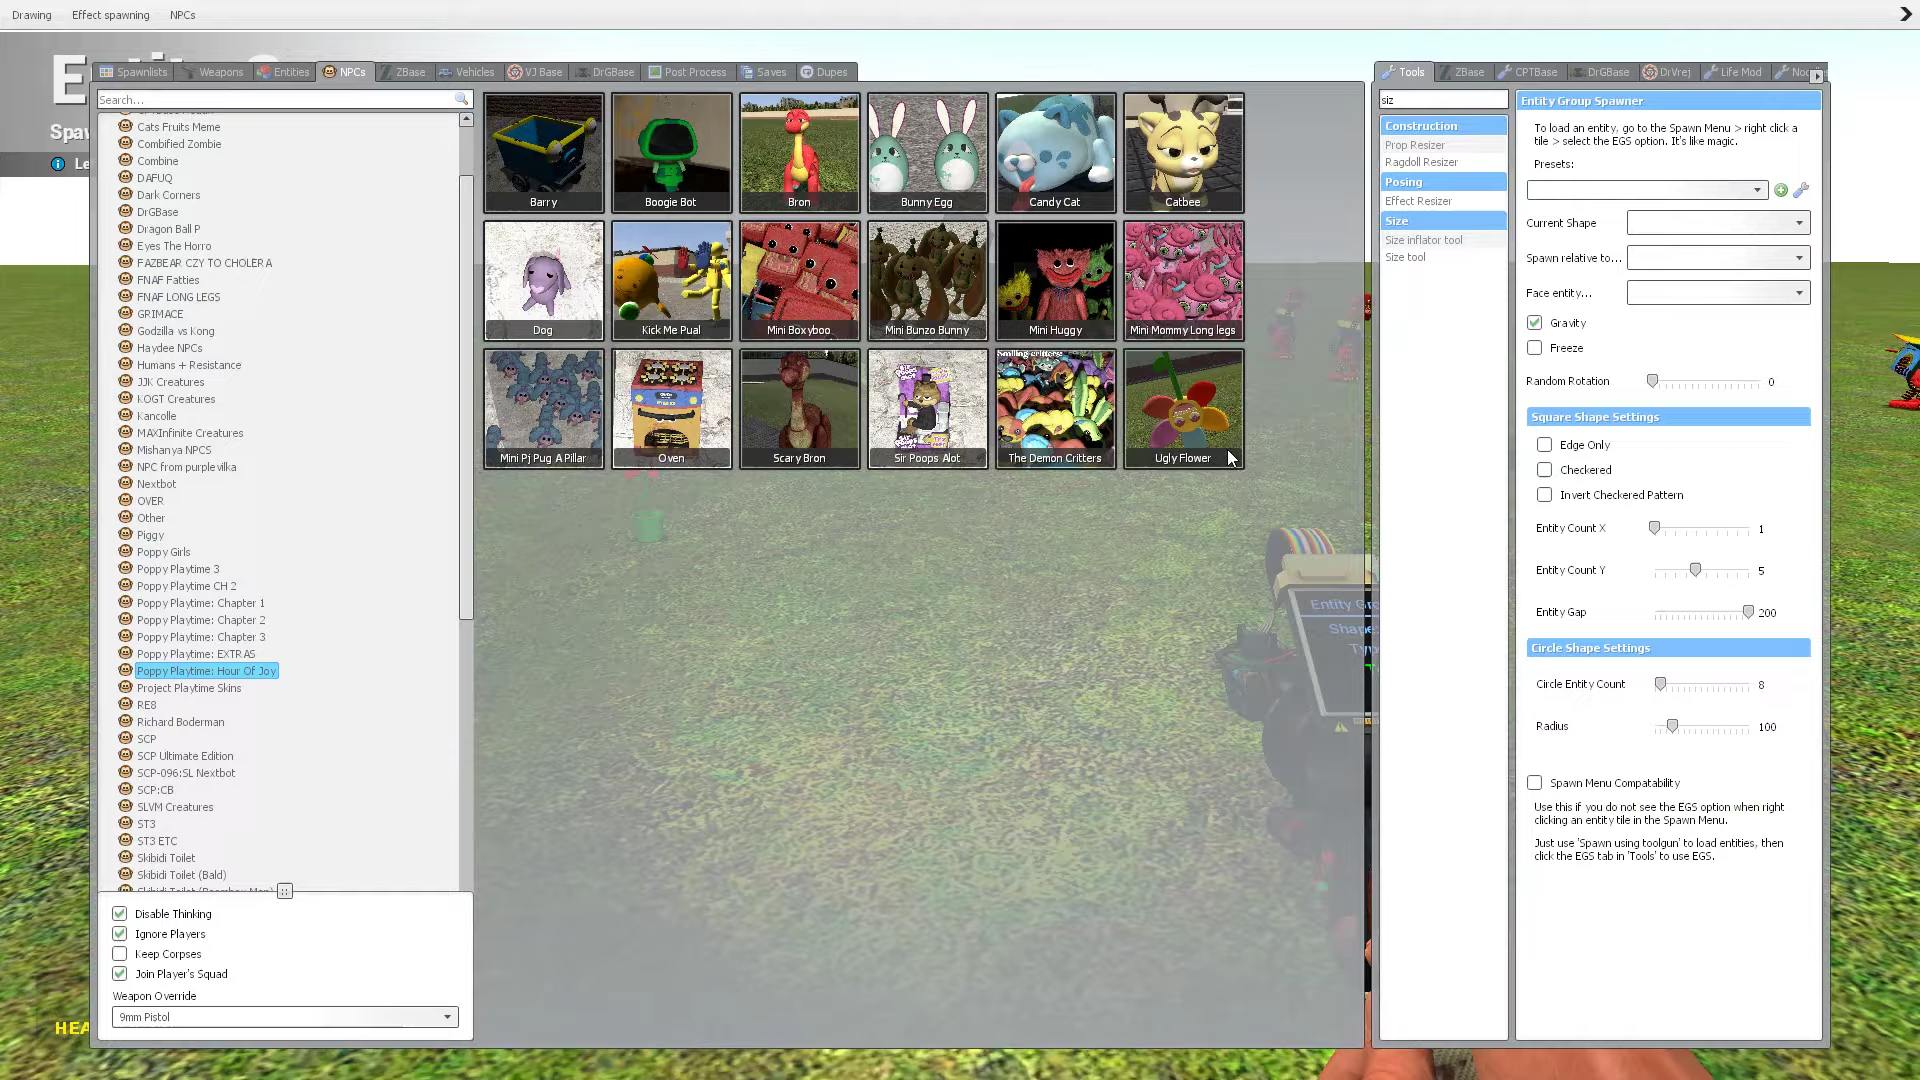 Drawing Effect spawning NPCs
Spawnlists Weapons Entities NPCs ZBase Vehicles VJ Base DrGBase Post Process Saves Dupes
Search...
Cats Fruits Meme
Combified Zombie
Combine
DAFUQ
Dark Corners
DrGBase
Dragon Ball P
Eyes The Horro
FAZBEAR CZY TO CHOLERA
FNAF Fatties
FNAF LONG LEGS
GRIMACE
Godzilla vs Kong
Haydee NPCs
Humans + Resistance
JJK Creatures
KOGT Creatures
Kancolle
MAXInfinite Creatures
Mishanya NPCS
NPC from purplevilka
Nextbot
OVER
Other
Piggy
Poppy Girls
Poppy Playtime 3
Poppy Playtime CH 2
Poppy Playtime: Chapter 1
Poppy Playtime: Chapter 2
Poppy Playtime: Chapter 3
Poppy Playtime: EXTRAS
Poppy Playtime: Hour Of Joy
Project Playtime Skins
RE8
Richard Boderman
SCP
SCP Ultimate Edition
SCP-096:SL Nextbot
SCP:CB
SLVM Creatures
ST3
ST3 ETC
Skibidi Toilet
Skibidi Toilet (Bald)
Disable Thinking
Ignore Players
Keep Corpses
Join Player's Squad
Weapon Override
9mm Pistol
Barry Boogie Bot Bron Bunny Egg Candy Cat Catbee
Dog Kick Me Pual Mini Boxyboo Mini Bunzo Bunny Mini Huggy Mini Mommy Long legs
Smiling critters:
Mini Pj Pug A Pillar Oven Scary Bron Sir Poops Alot The Demon Critters Ugly Flower
Tools ZBase CPTBase DrGBase DrVrej Life Mod
siz
Construction
Prop Resizer
Ragdoll Resizer
Posing
Effect Resizer
Size
Size inflator tool
Size tool
Entity Group Spawner
To load an entity, go to the Spawn Menu > right click a
tile > select the EGS option. It's like magic.
Presets:
Current Shape
Spawn relative to...
Face entity...
Gravity
Freeze
Random Rotation 0
Square Shape Settings
Edge Only
Checkered
Invert Checkered Pattern
Entity Count X 1
Entity Count Y 5
Entity Gap 200
Circle Shape Settings
Circle Entity Count 8
Radius 100
Spawn Menu Compatability
Use this if you do not see the EGS option when right
clicking an entity tile in the Spawn Menu.
Just use 'Spawn using toolgun' to load entities, then
click the EGS tab in 'Tools' to use EGS.